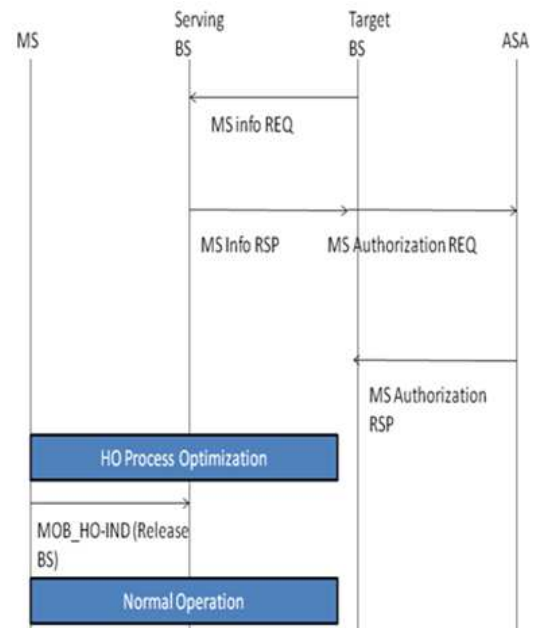 MS
Serving
BS
Target
BS
ASA
MS info REQ
MS Info RSP
MS Authorization REQ
MS Authorization
RSP
HO Process Optimization
MOB_HO-IND (Release
BS)
Normal Operation